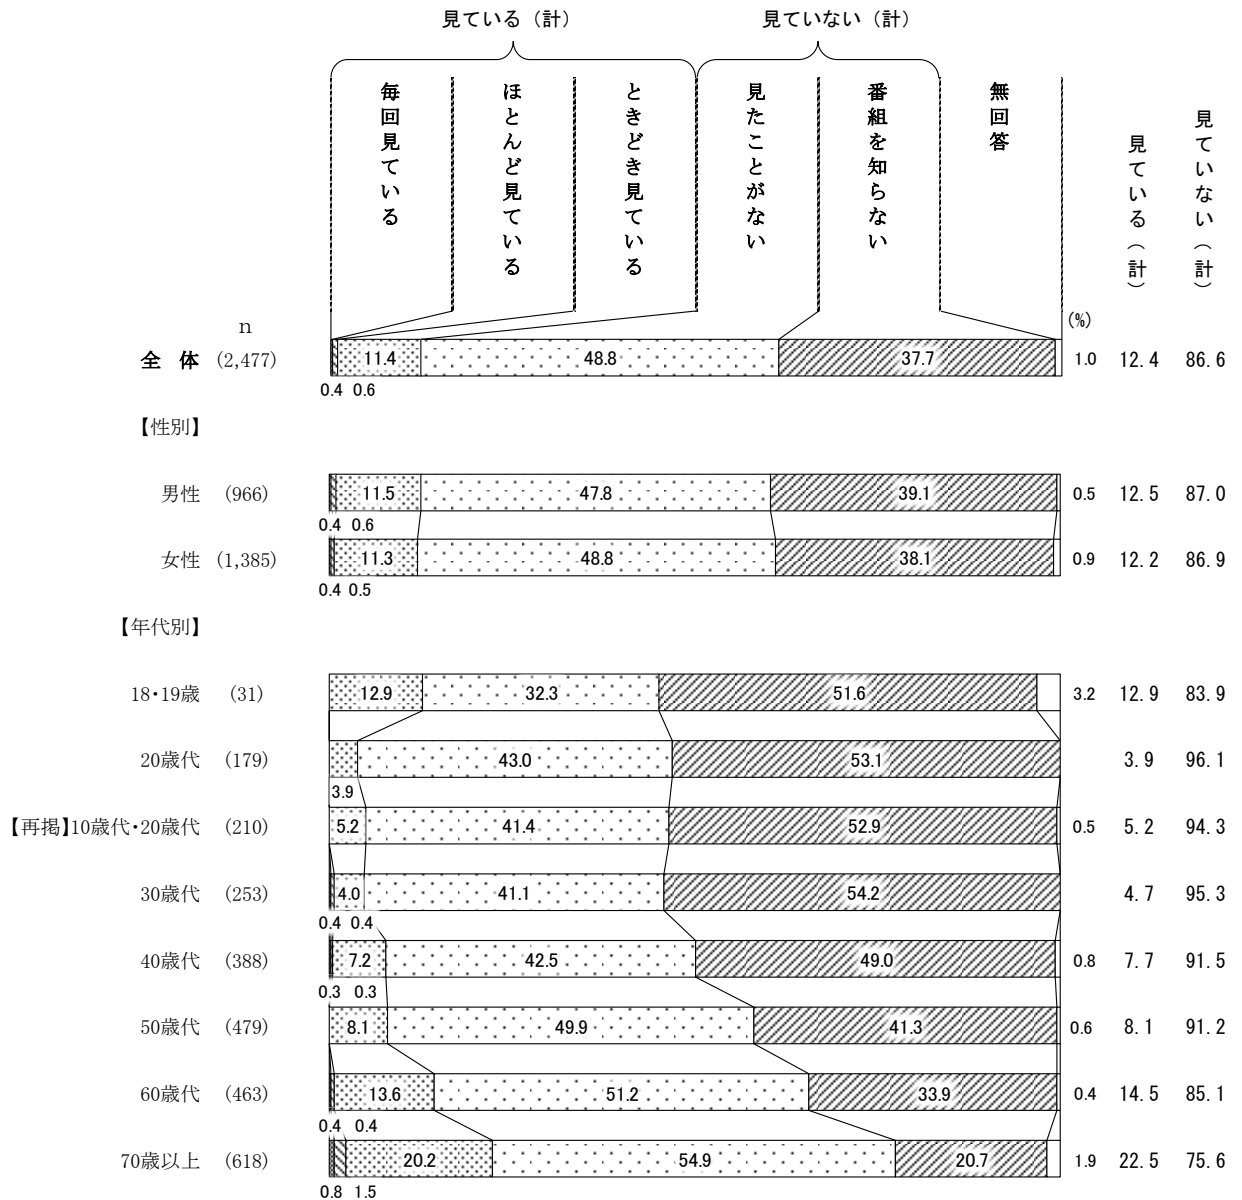 見ている（計）
見ていない（計）
毎回見ている
ほとんど見ている
ときどき見ている
見たことがない
番組を知らない
無回答
見ている（計）
見ていない（計）
(%)
n
全 体 (2,477) 11.4 48.8 37.7 1.0 12.4 86.6
0.4 0.6
【性別】
男性 (966) 11.5 47.8 39.1 0.5 12.5 87.0
0.4 0.6
女性 (1,385) 11.3 48.8 38.1 0.9 12.2 86.9
0.4 0.5
【年代別】
18・19歳 (31) 12.9 32.3 51.6 3.2 12.9 83.9
20歳代 (179) 43.0 53.1 3.9 96.1
3.9
【再掲】10歳代・20歳代 (210) 5.2 41.4 52.9 0.5 5.2 94.3
30歳代 (253) 4.0 41.1 54.2 4.7 95.3
0.4 0.4
40歳代 (388) 7.2 42.5 49.0 0.8 7.7 91.5
0.3 0.3
50歳代 (479) 8.1 49.9 41.3 0.6 8.1 91.2
60歳代 (463) 13.6 51.2 33.9 0.4 14.5 85.1
0.4 0.4
70歳以上 (618) 20.2 54.9 20.7 1.9 22.5 75.6
0.8 1.5